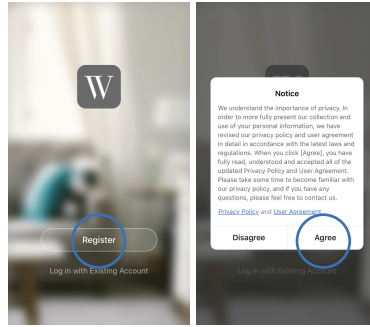 W
Register
Log in with Existing Account
Notice
We understand the importance of privacy. In
order to more fully present our collection and
use of your personal information, we have
revised our privacy policy and user agreement
in detail in accordance with the latest laws and
regulations. When you click [Agree], you have
fully read, understood and accepted all of the
updated Privacy Policy and User Agreement.
Please take some time to become familiar with
our privacy policy, and if you have any
questions, please feel free to contact us.
Privacy Policy and User Agreement
Disagree Agree
Log in with Existing Account